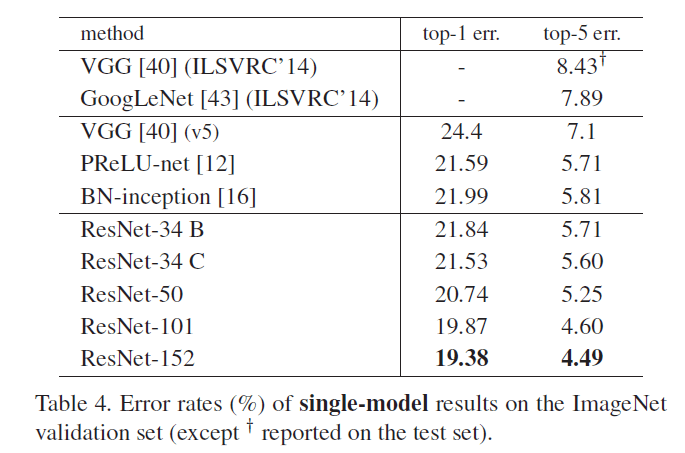 method top-1 err. top-5 err.
VGG [40] (ILSVRC'14) - 8.43†
GoogLeNet [43] (ILSVRC'14) - 7.89
VGG [40] (v5) 24.4 7.1
PReLU-net [12] 21.59 5.71
BN-inception [16] 21.99 5.81
ResNet-34 B 21.84 5.71
ResNet-34 C 21.53 5.60
ResNet-50 20.74 5.25
ResNet-101 19.87 4.60
ResNet-152 19.38 4.49
Table 4. Error rates (%) of single-model results on the ImageNet
validation set (except † reported on the test set).